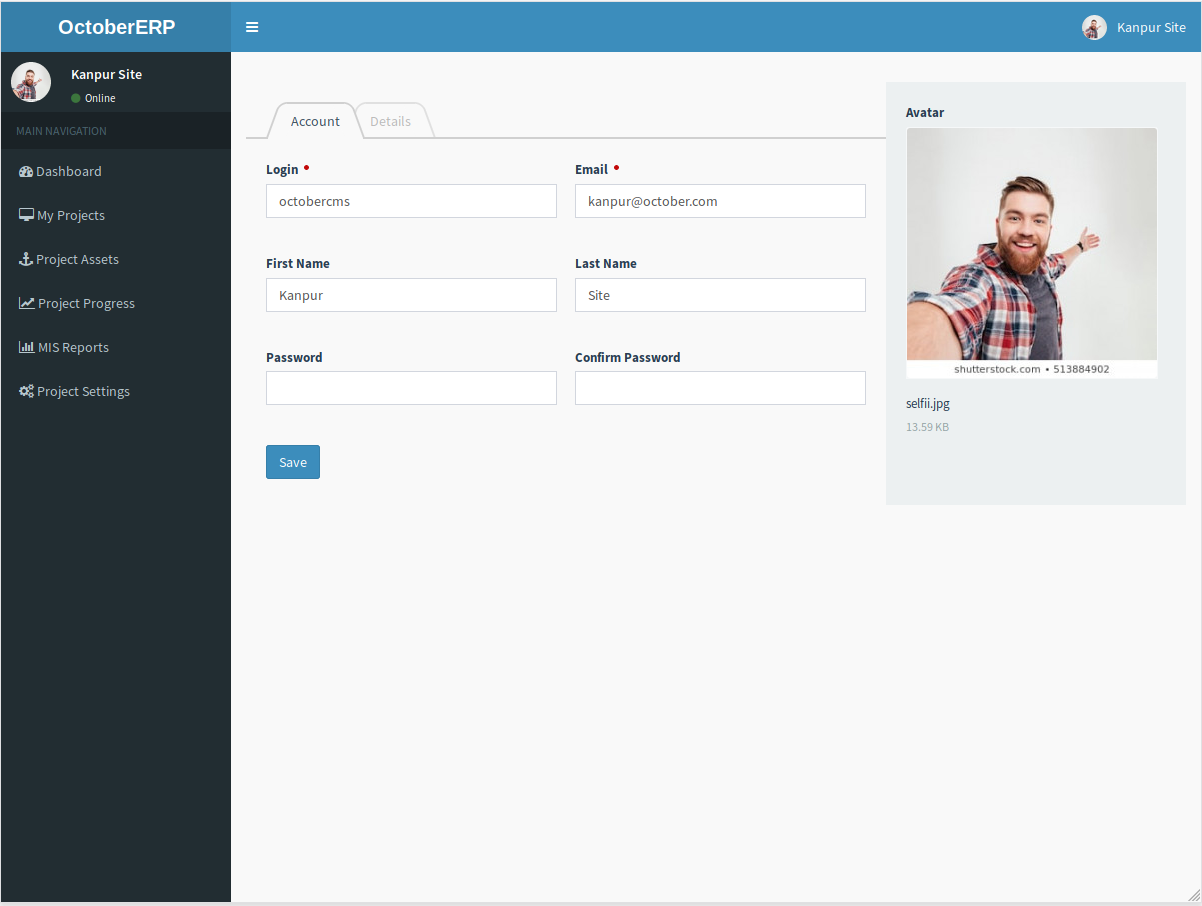 OctoberERP
Kanpur Site
Kanpur Site
Online
MAIN NAVIGATION
Dashboard
My Projects
Project Assets
Project Progress
MIS Reports
Project Settings
Account Details
Login •
Email •
octobercms
kanpur@october.com
First Name
Last Name
Kanpur
Site
Password
Confirm Password
Save
Avatar
shutterstock.com • 513884902
selfii.jpg
13.59 KB